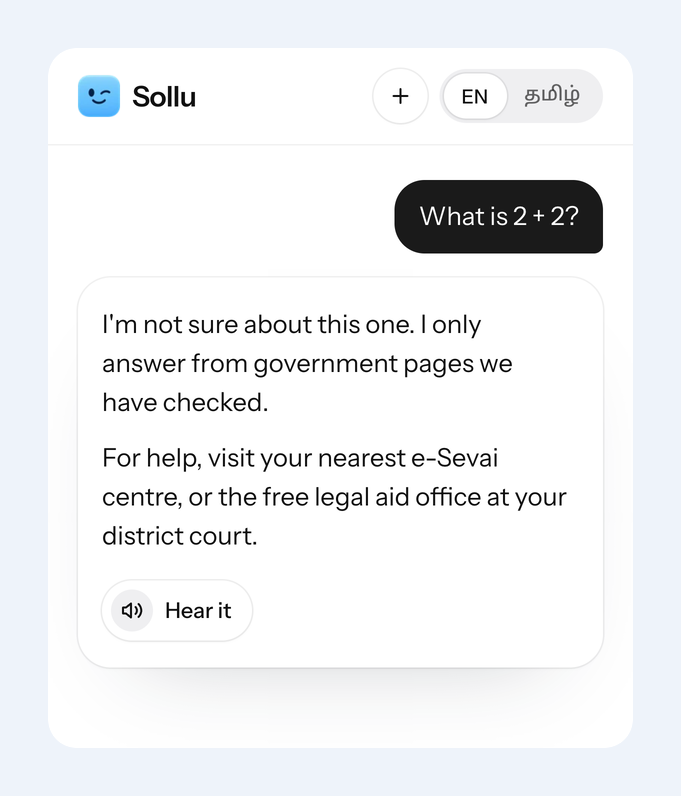 Sollu
+
EN
தமிழ்
What is 2 + 2?
I'm not sure about this one. I only
answer from government pages we
have checked.
For help, visit your nearest e-Sevai
centre, or the free legal aid office at your
district court.
Hear it